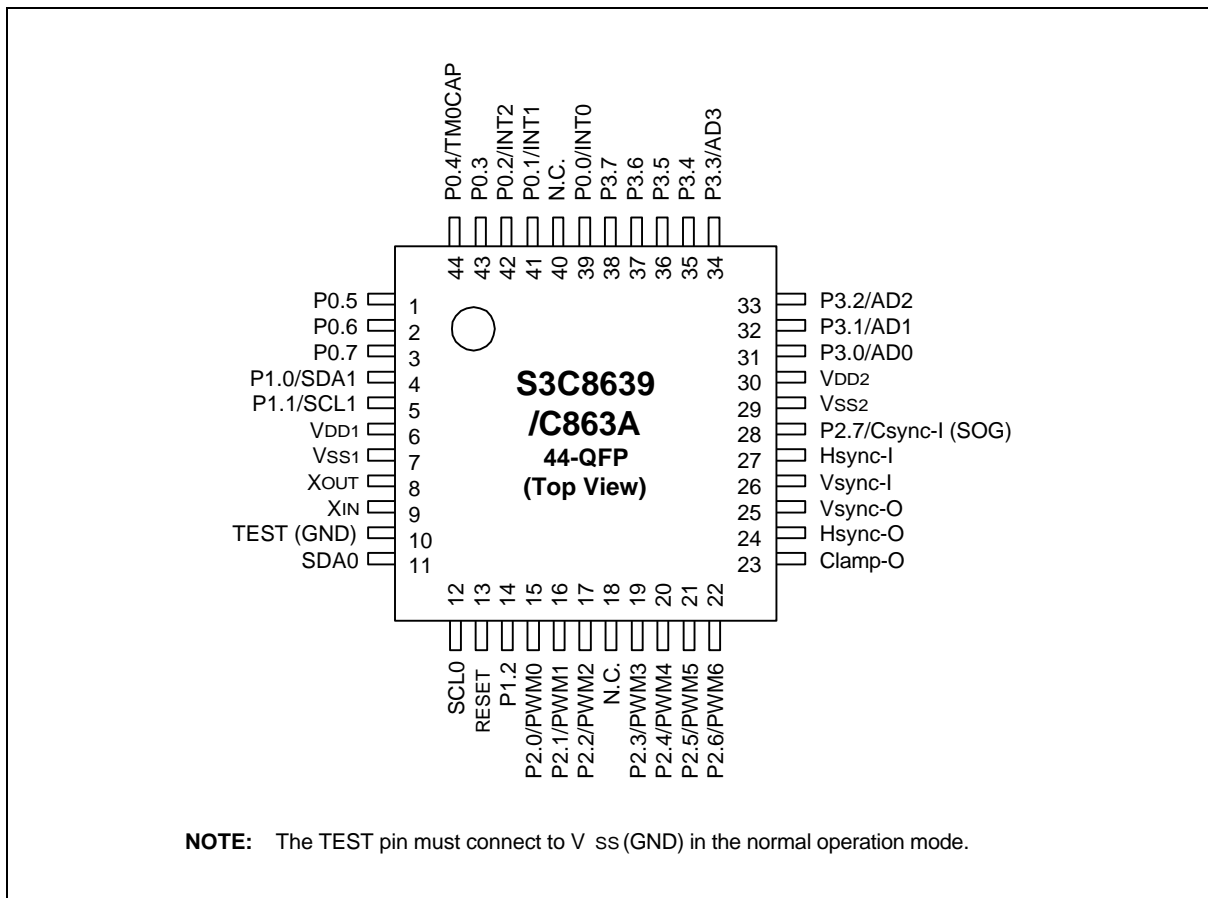 P0.4/TM0CAP
P0.3
P0.2/INT2
P0.1/INT1
N.C.
P0.0/INT0
P3.7
P3.6
P3.5
P3.4
P3.3/AD3
44
43
42
41
40
39
38
37
36
35
34
P0.5 1
P0.6 2
P0.7 3
P1.0/SDA1 4
P1.1/SCL1 5
VDD1 6
VSS1 7
XOUT 8
XIN 9
TEST (GND) 10
SDA0 11
S3C8639
/C863A
44-QFP
(Top View)
33 P3.2/AD2
32 P3.1/AD1
31 P3.0/AD0
30 VDD2
29 VSS2
28 P2.7/Csync-I (SOG)
27 Hsync-I
26 Vsync-I
25 Vsync-O
24 Hsync-O
23 Clamp-O
12
13
14
15
16
17
18
19
20
21
22
SCL0
RESET
P1.2
P2.0/PWM0
P2.1/PWM1
P2.2/PWM2
N.C.
P2.3/PWM3
P2.4/PWM4
P2.5/PWM5
P2.6/PWM6
NOTE: The TEST pin must connect to V SS (GND) in the normal operation mode.